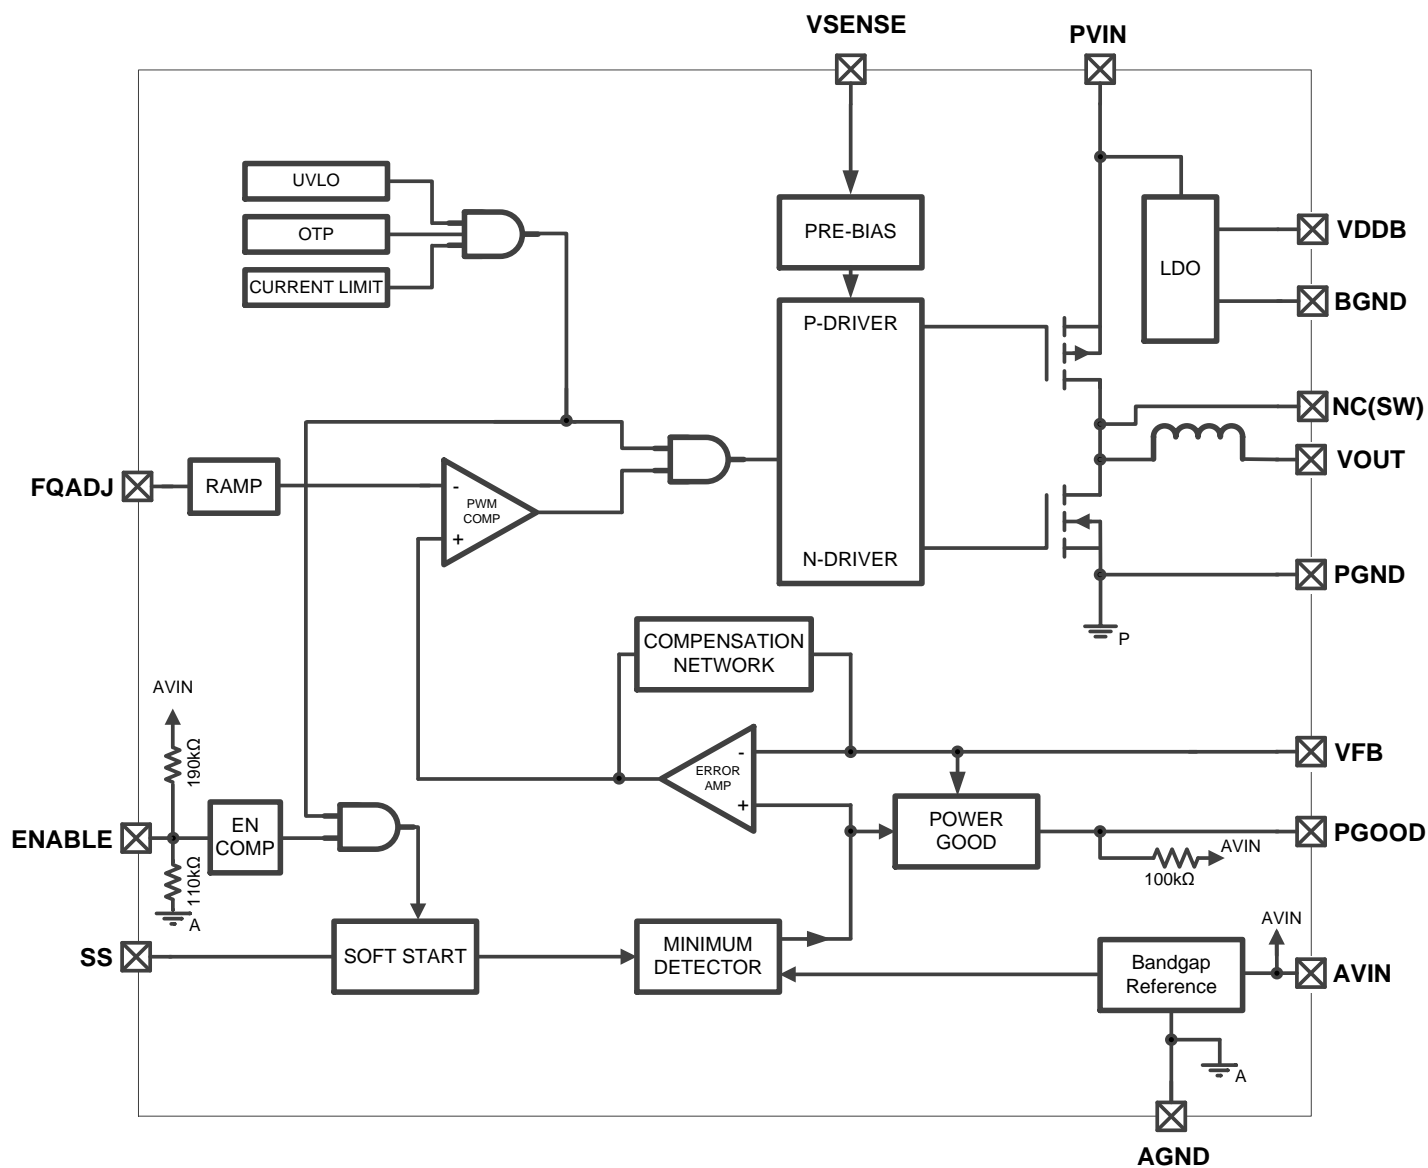 VSENSE
PVIN
UVLO
OTP
CURRENT LIMIT
PRE-BIAS
P-DRIVER
N-DRIVER
LDO
VDDB
BGND
NC(SW)
VOUT
FQADJ
RAMP
-
PWM
COMP
+
PGND
P
COMPENSATION
NETWORK
AVIN
190kΩ
-
ERROR
AMP
+
VFB
ENABLE
EN
COMP
110kΩ
A
POWER
GOOD
PGOOD
AVIN
100kΩ
SS
SOFT START
MINIMUM
DETECTOR
Bandgap
Reference
AVIN
AVIN
A
AGND